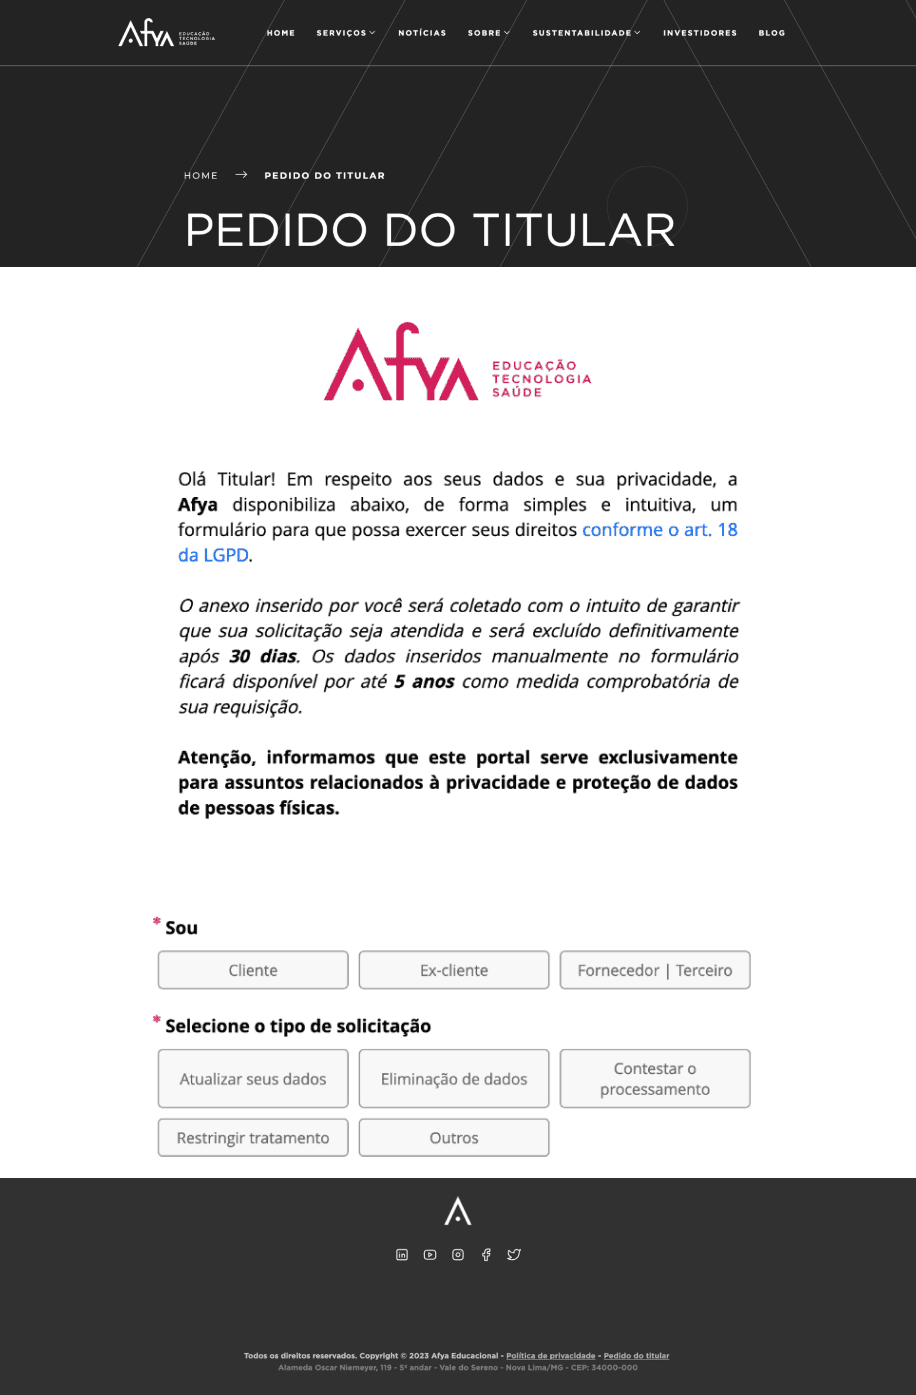 Afya EDUCAÇÃO
TECNOLOGIA
SAÚDE
HOME SERVIÇOS NOTÍCIAS SOBRE SUSTENTABILIDADE INVESTIDORES BLOG
HOME → PEDIDO DO TITULAR
PEDIDO DO TITULAR
Afya EDUCAÇÃO
TECNOLOGIA
SAÚDE
Olá Titular! Em respeito aos seus dados e sua privacidade, a
Afya disponibiliza abaixo, de forma simples e intuitiva, um
formulário para que possa exercer seus direitos conforme o art. 18
da LGPD.
O anexo inserido por você será coletado com o intuito de garantir
que sua solicitação seja atendida e será excluído definitivamente
após 30 dias. Os dados inseridos manualmente no formulário
ficará disponível por até 5 anos como medida comprobatória de
sua requisição.
Atenção, informamos que este portal serve exclusivamente
para assuntos relacionados à privacidade e proteção de dados
de pessoas físicas.
* Sou
Cliente Ex-cliente Fornecedor | Terceiro
* Selecione o tipo de solicitação
Atualizar seus dados Eliminação de dados Contestar o
processamento
Restringir tratamento Outros
Todos os direitos reservados. Copyright © 2023 Afya Educacional - Política de privacidade - Pedido do titular
Alameda Oscar Niemeyer, 119 - 5º andar - Vale do Sereno - Nova Lima/MG - CEP: 34000-000